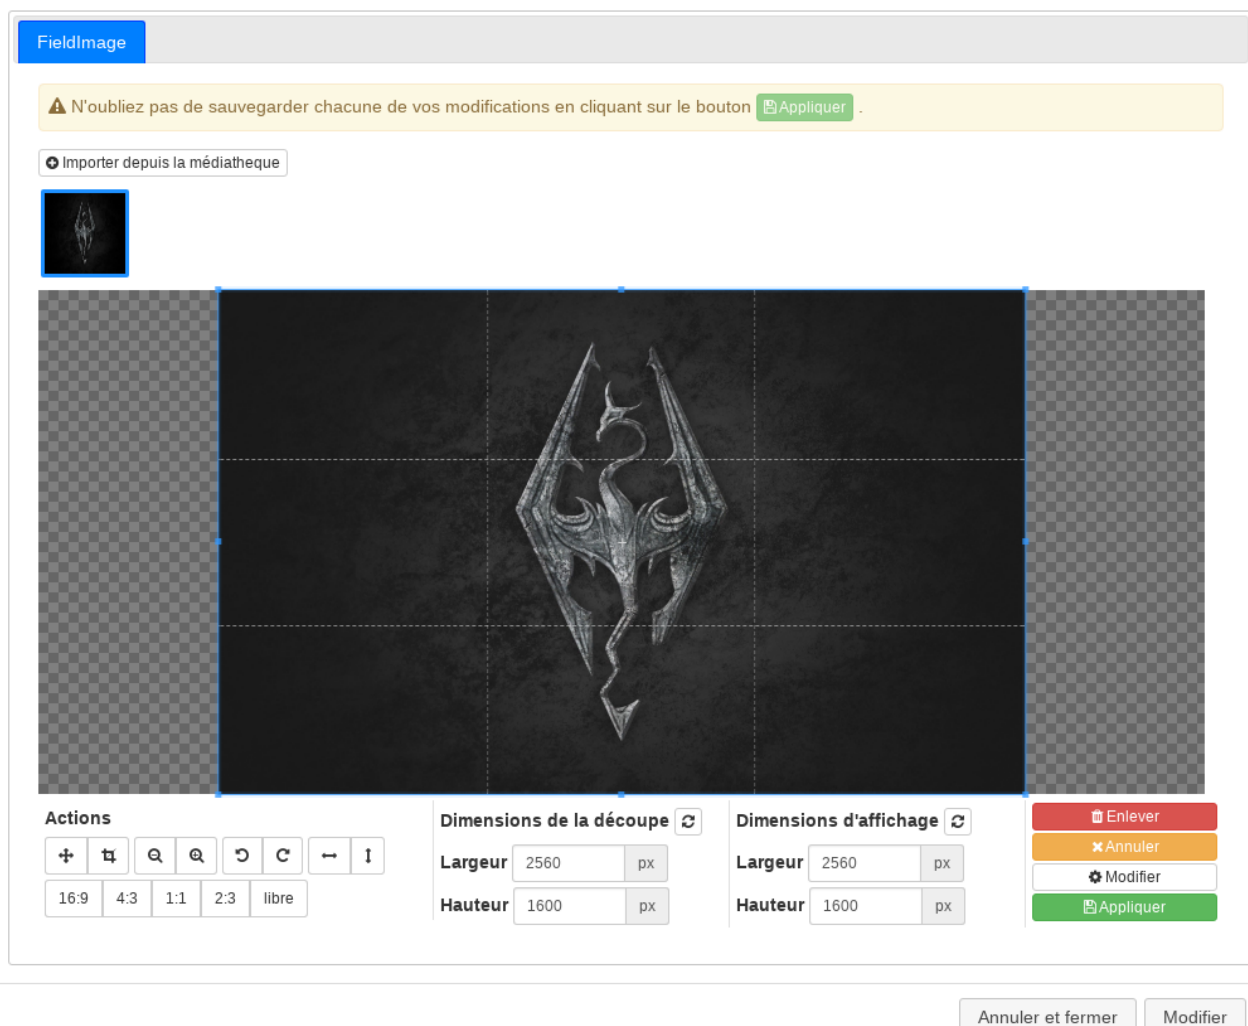 FieldImage
N'oubliez pas de sauvegarder chacune de vos modifications en cliquant sur le bouton Appliquer .
Importer depuis la médiatheque
Actions
16:9 4:3 1:1 2:3 libre
Dimensions de la découpe
Largeur 2560 px
Hauteur 1600 px
Dimensions d'affichage
Largeur 2560 px
Hauteur 1600 px
Enlever
Annuler
Modifier
Appliquer
Annuler et fermer Modifier